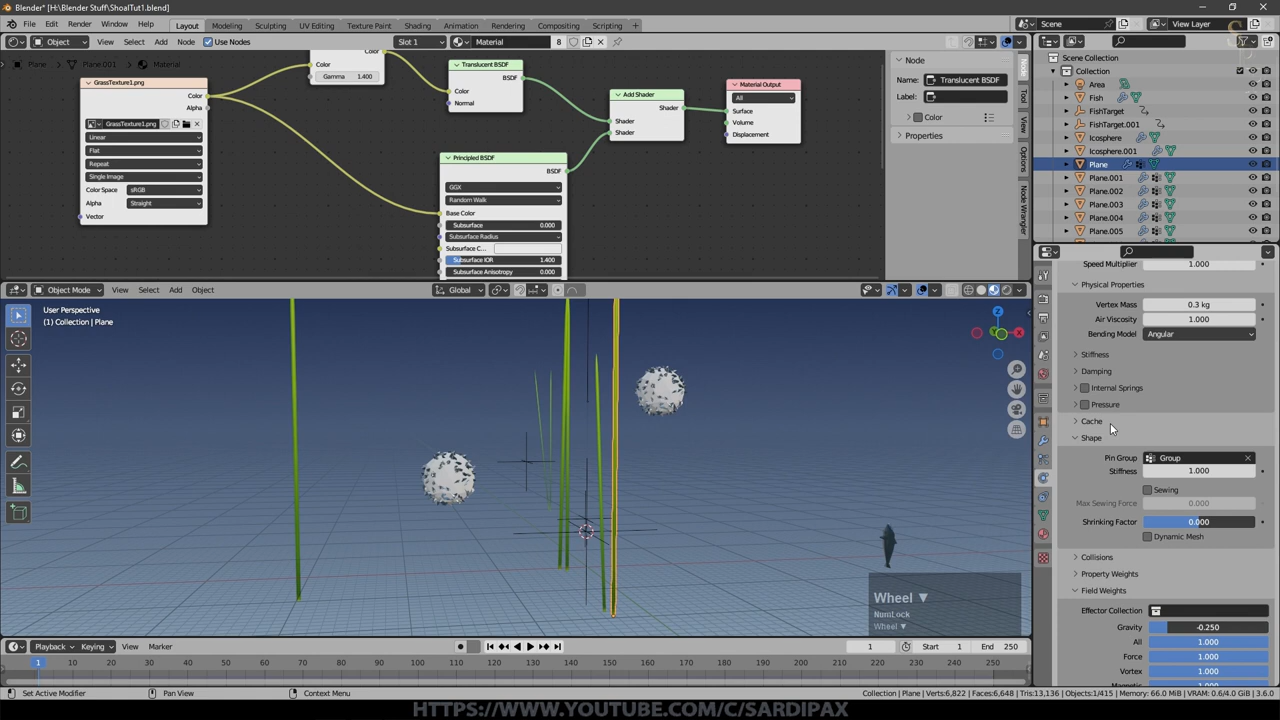 Blender* [H:\Blender Stuff\ShoalTut1.blend]
File Edit Render Window Help Layout Modeling Sculpting UV Editing Texture Paint Shading Animation Rendering Compositing Scripting + Scene View Layer
Object View Select Add Node Use Nodes Slot 1 Material 8
Plane > Plane.001 > Material
GrassTexture1.png
Color
Alpha
GrassTexture1.png
Linear
Flat
Repeat
Single Image
Color Space sRGB
Alpha Straight
Vector
Color
Color
Gamma 1.400
Translucent BSDF
BSDF
Color
Normal
Principled BSDF
BSDF
GGX
Random Walk
Base Color
Subsurface 0.000
Subsurface Radius
Subsurface C...
Subsurface IOR 1.400
Subsurface Anisotropy 0.000
Add Shader
Shader
Shader
Shader
Material Output
All
Surface
Volume
Displacement
Node
Name: Translucent BSDF
Label:
Color
Properties
Node
Tool
View
Options
Node Wrangler
Scene Collection
Collection
Area
Fish
FishTarget
FishTarget.001
Icosphere
Icosphere.001
Plane
Plane.001
Plane.002
Plane.003
Plane.004
Plane.005
Object Mode View Select Add Object Global
User Perspective
(1) Collection | Plane
Z
X
Wheel ▼
NumLock
Wheel ▼
Speed Multiplier 1.000
Physical Properties
Vertex Mass 0.3 kg
Air Viscosity 1.000
Bending Model Angular
Stiffness
Damping
Internal Springs
Pressure
Cache
Shape
Pin Group Group
Stiffness 1.000
Sewing
Max Sewing Force 0.000
Shrinking Factor 0.000
Dynamic Mesh
Collisions
Property Weights
Field Weights
Effector Collection
Gravity -0.250
All 1.000
Force 1.000
Vortex 1.000
Playback Keying View Marker 1 Start 1 End 250
1 10 20 30 40 50 60 70 80 90 100 110 120 130 140 150 160 170 180 190 200 210 220 230 240 250
Set Active Modifier Pan View Context Menu Collection | Plane | Verts:6,822 | Faces:6,648 | Tris:13,136 | Objects:1/415 | Memory: 66.0 MiB | VRAM: 0.6/4.0 GiB | 3.6.0
HTTPS://WWW.YOUTUBE.COM/C/SARDIPAX